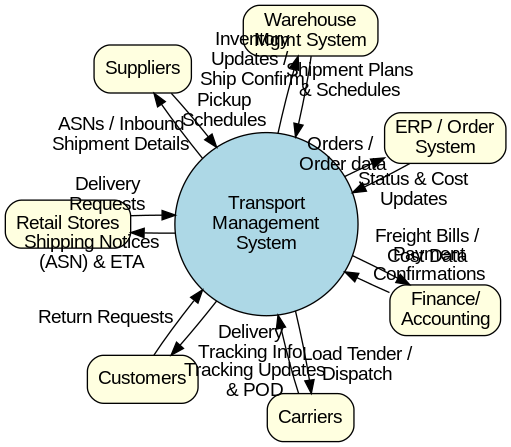 Warehouse
Mgmt System
Inventory
Updates /
Ship Confirm
Shipment Plans
& Schedules
Suppliers
Pickup
Schedules
ASNs / Inbound
Shipment Details
ERP / Order
System
Orders /
Order data
Status & Cost
Updates
Delivery
Requests
Retail Stores
Shipping Notices
(ASN) & ETA
Transport
Management
System
Freight Bills /
Cost Data
Payment
Confirmations
Finance/
Accounting
Return Requests
Customers
Delivery
Tracking Info
Tracking Updates
& POD
Load Tender /
Dispatch
Carriers